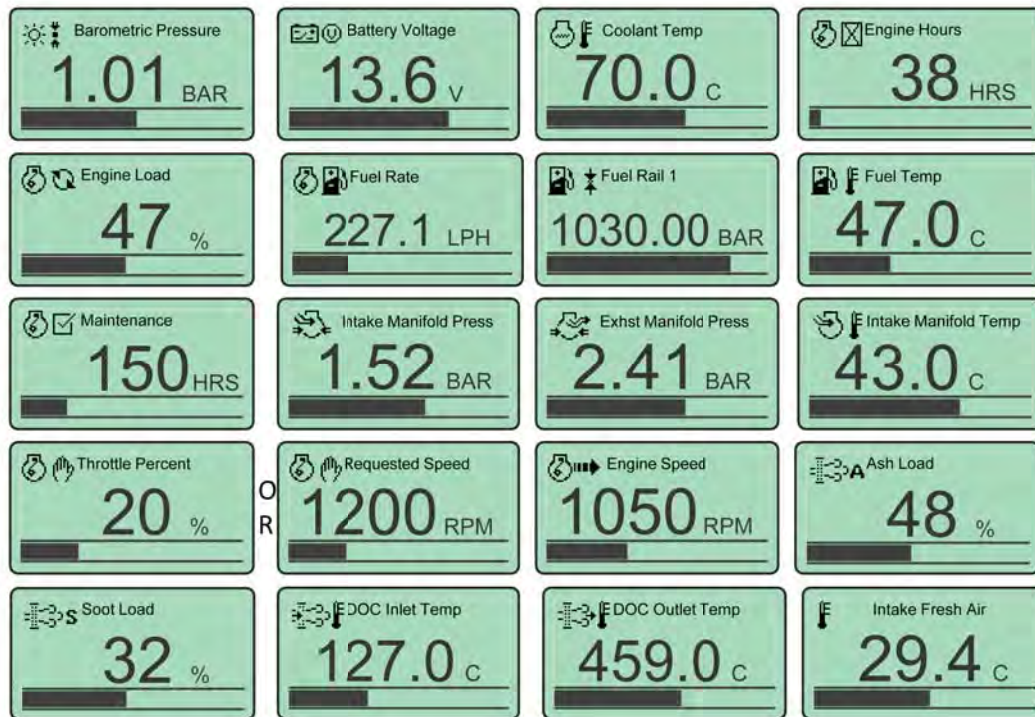 Barometric Pressure
1.01 BAR
Battery Voltage
13.6 V
Coolant Temp
70.0 C
Engine Hours
38 HRS
Engine Load
47 %
Fuel Rate
227.1 LPH
Fuel Rail 1
1030.00 BAR
Fuel Temp
47.0 C
Maintenance
150 HRS
Intake Manifold Press
1.52 BAR
Exhst Manifold Press
2.41 BAR
Intake Manifold Temp
43.0 C
Throttle Percent
20 %
O
R
Requested Speed
1200 RPM
Engine Speed
1050 RPM
A Ash Load
48 %
S Soot Load
32 %
DOC Inlet Temp
127.0 C
DOC Outlet Temp
459.0 C
Intake Fresh Air
29.4 C